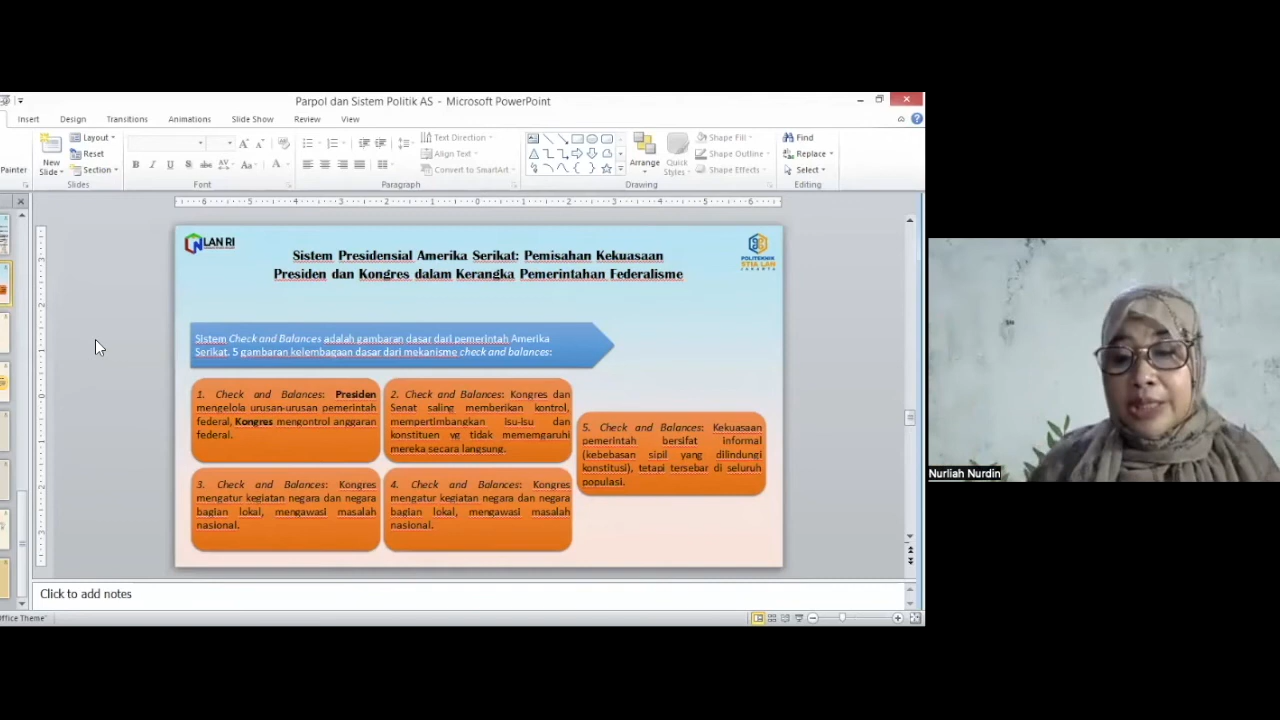 Parpol dan Sistem Politik AS - Microsoft PowerPoint
Insert Design Transitions Animations Slide Show Review View
New Slide
Layout
Reset
Section
Text Direction
Align Text
Convert to SmartArt
Arrange
Quick Styles
Shape Fill
Shape Outline
Shape Effects
Find
Replace
Select
Painter Slides Font Paragraph Drawing Editing
LAN RI
POLITEKNIK
STIA LAN
JAKARTA
Sistem Presidensial Amerika Serikat: Pemisahan Kekuasaan
Presiden dan Kongres dalam Kerangka Pemerintahan Federalisme
Sistem Check and Balances adalah gambaran dasar dari pemerintah Amerika
Serikat. 5 gambaran kelembagaan dasar dari mekanisme check and balances:
1. Check and Balances: Presiden
mengelola urusan-urusan pemerintah
federal, Kongres mengontrol anggaran
federal.
2. Check and Balances: Kongres dan
Senat saling memberikan kontrol,
mempertimbangkan isu-isu dan
konstituen yg tidak memengaruhi
mereka secara langsung.
3. Check and Balances: Kongres
mengatur kegiatan negara dan negara
bagian lokal, mengawasi masalah
nasional.
4. Check and Balances: Kongres
mengatur kegiatan negara dan negara
bagian lokal, mengawasi masalah
nasional.
5. Check and Balances: Kekuasaan
pemerintah bersifat informal
(kebebasan sipil yang dilindungi
konstitusi), tetapi tersebar di seluruh
populasi.
Click to add notes
Office Theme"
Nurliah Nurdin